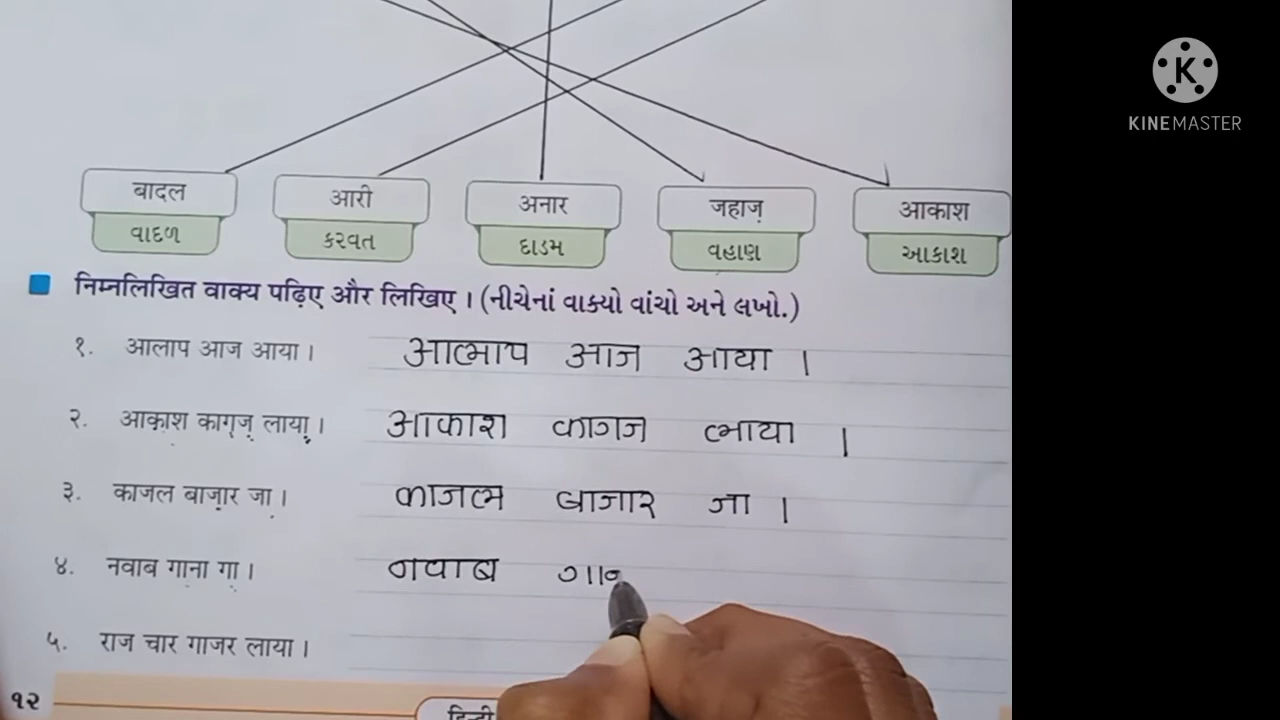 KINEMASTER
बादल आरी अनार जहाज़ आकाश
વાદળ કરવત દાડમ વહાણ આકાશ
निम्नलिखित वाक्य पढ़िए और लिखिए । (નીચેનાં વાક્યો વાંચો અને લખો.)
१. आलाप आज आया । आलाप आज आया ।
२. आकाश कागज़ लाया । आकाश कागज लाया ।
३. काजल बाज़ार जा । काजल बाजार जा ।
४. नवाब गाना गा । नवाब गान
५. राज चार गाजर लाया ।
१२ हिन्दी